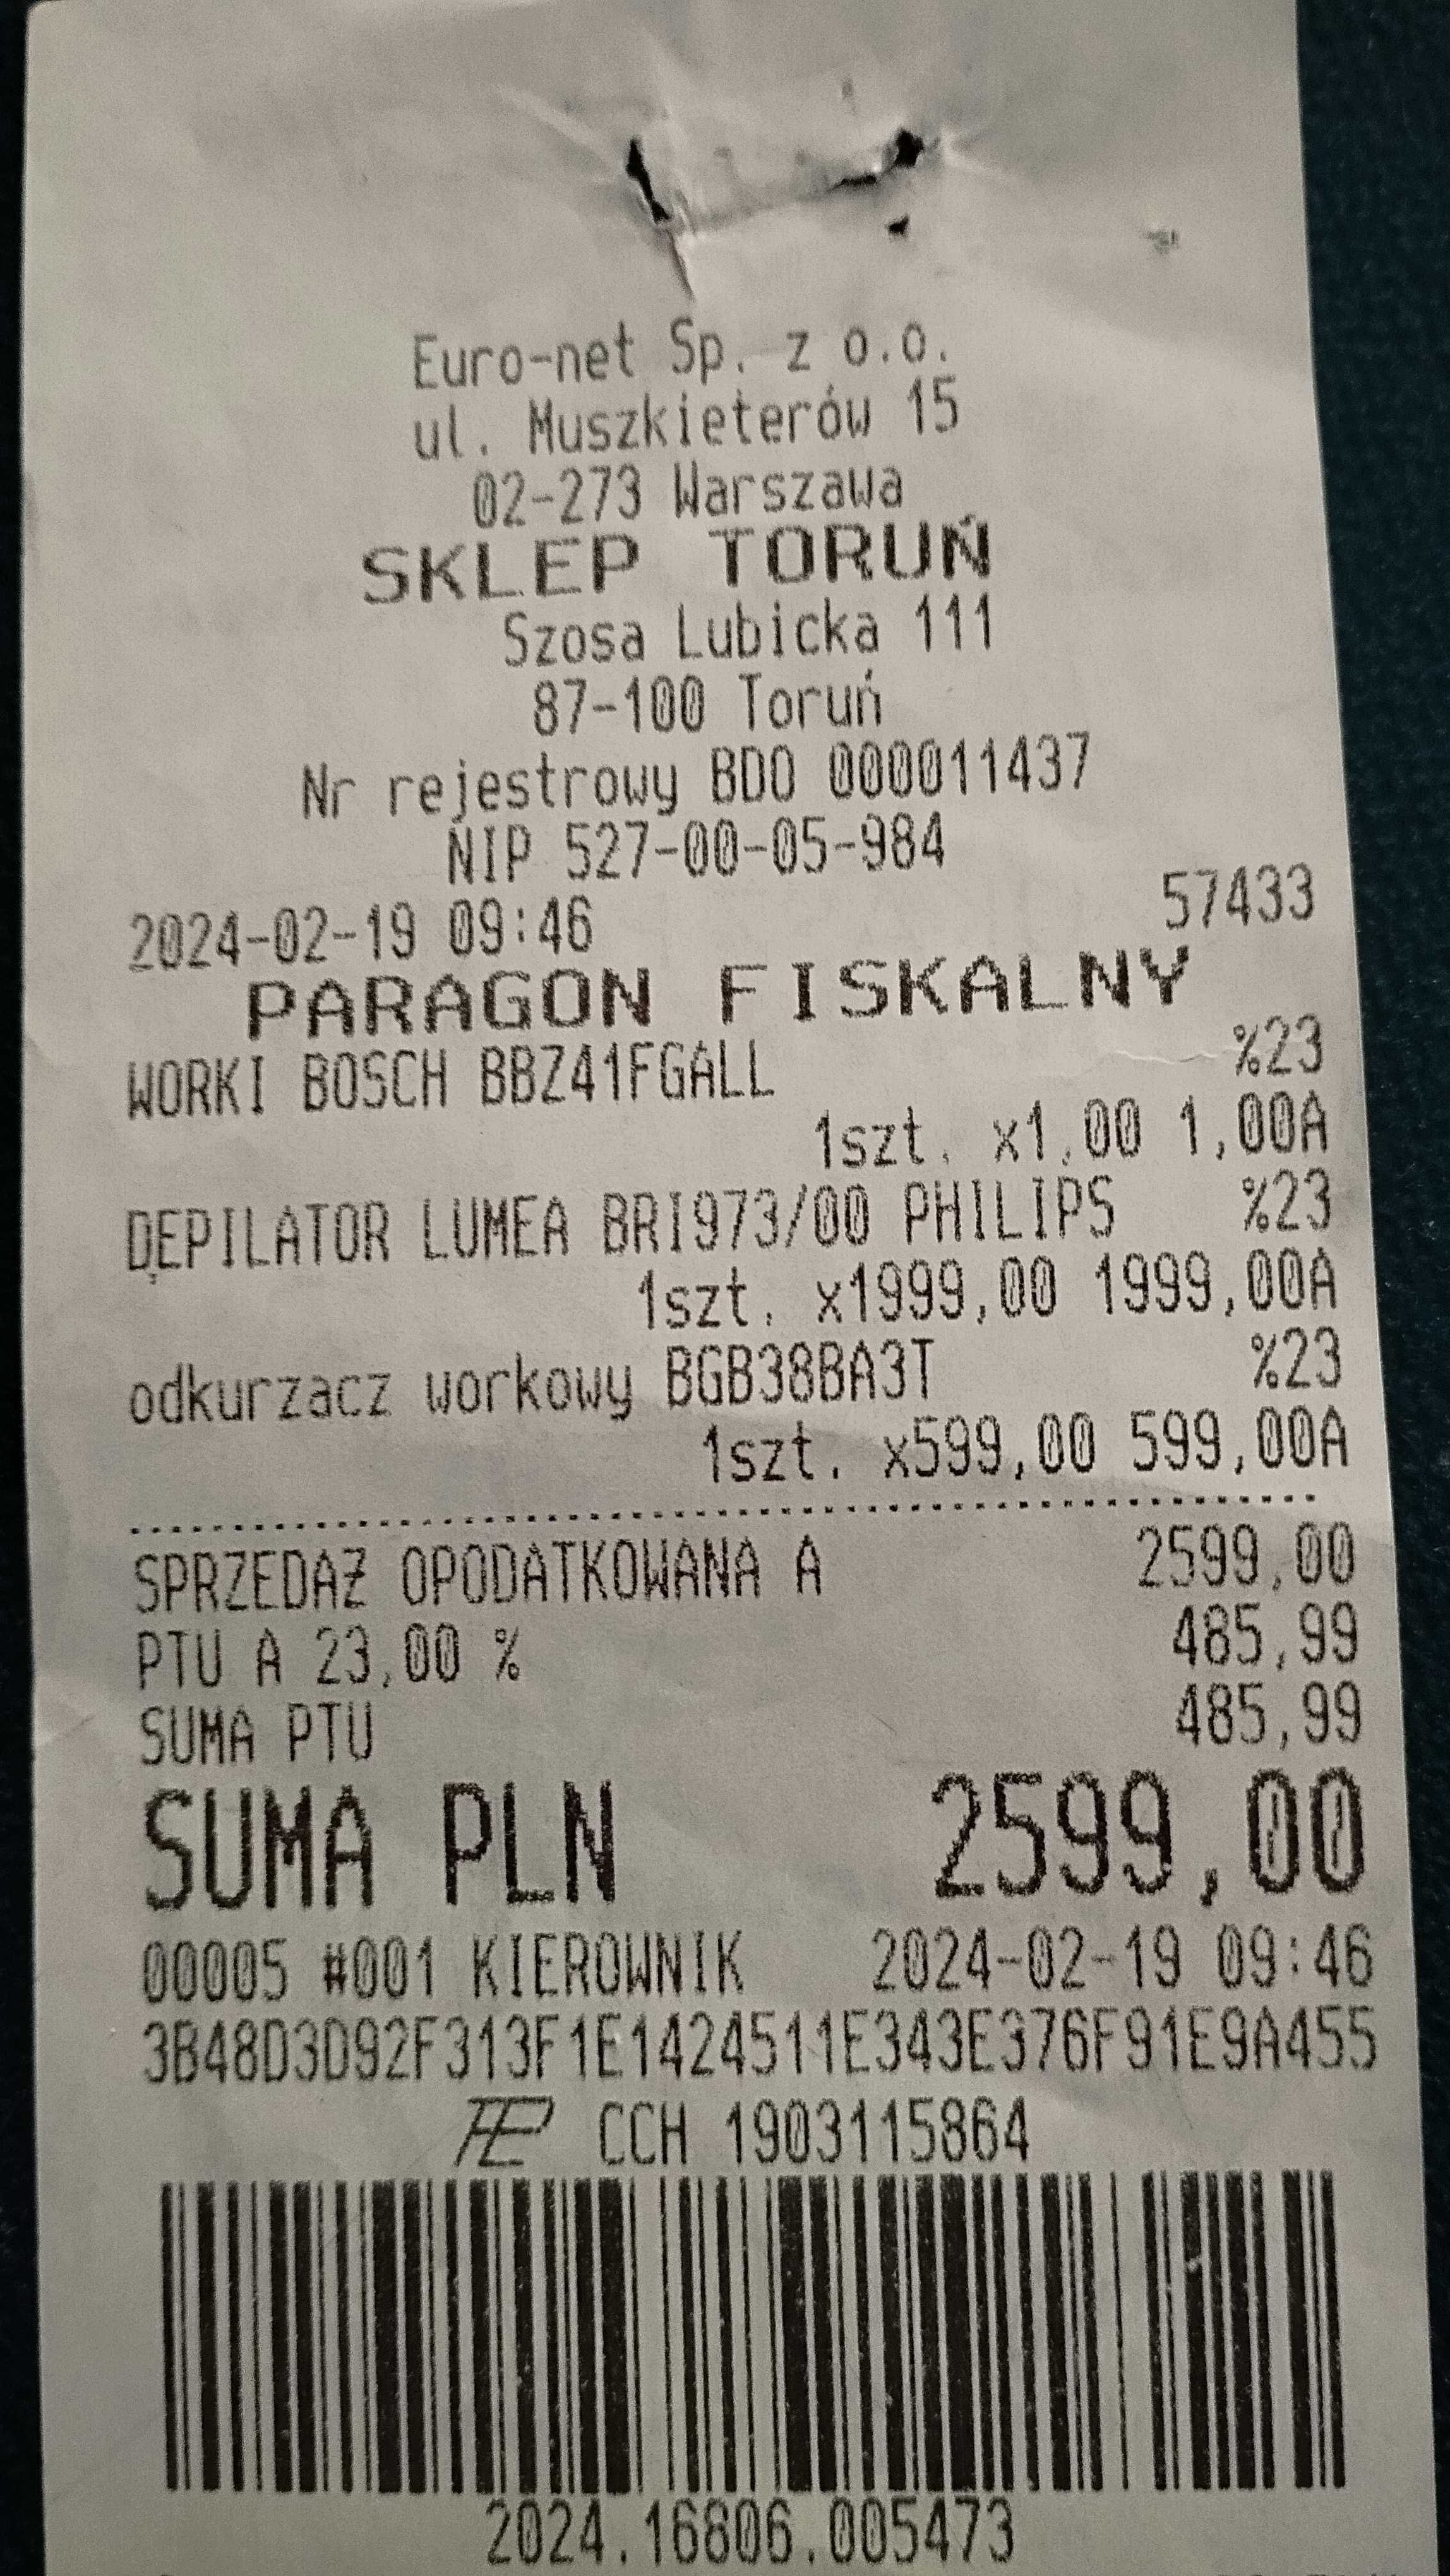 Euro-net Sp. z o.o.
ul. Muszkieterów 15
02-273 Warszawa
SKLEP TORUŃ
Szosa Lubicka 111
87-100 Toruń
Nr rejestrowy BDO 000011437
NIP 527-00-05-984
2024-02-19 09:46 57433
PARAGON FISKALNY
WORKI BOSCH BBZ41FGALL %23
1szt. x1,00 1,00A
DEPILATOR LUMEA BRI973/00 PHILIPS %23
1szt. x1999,00 1999,00A
odkurzacz workowy BGB38BA3T %23
1szt. x599,00 599,00A
SPRZEDAŻ OPODATKOWANA A 2599,00
PTU A 23,00 % 485,99
SUMA PTU 485,99
SUMA PLN 2599,00
00005 #001 KIEROWNIK 2024-02-19 09:46
3B48D3D92F313F1E1424511E343E376F91E9A455
CCH 1903115864
2024.16806.005473